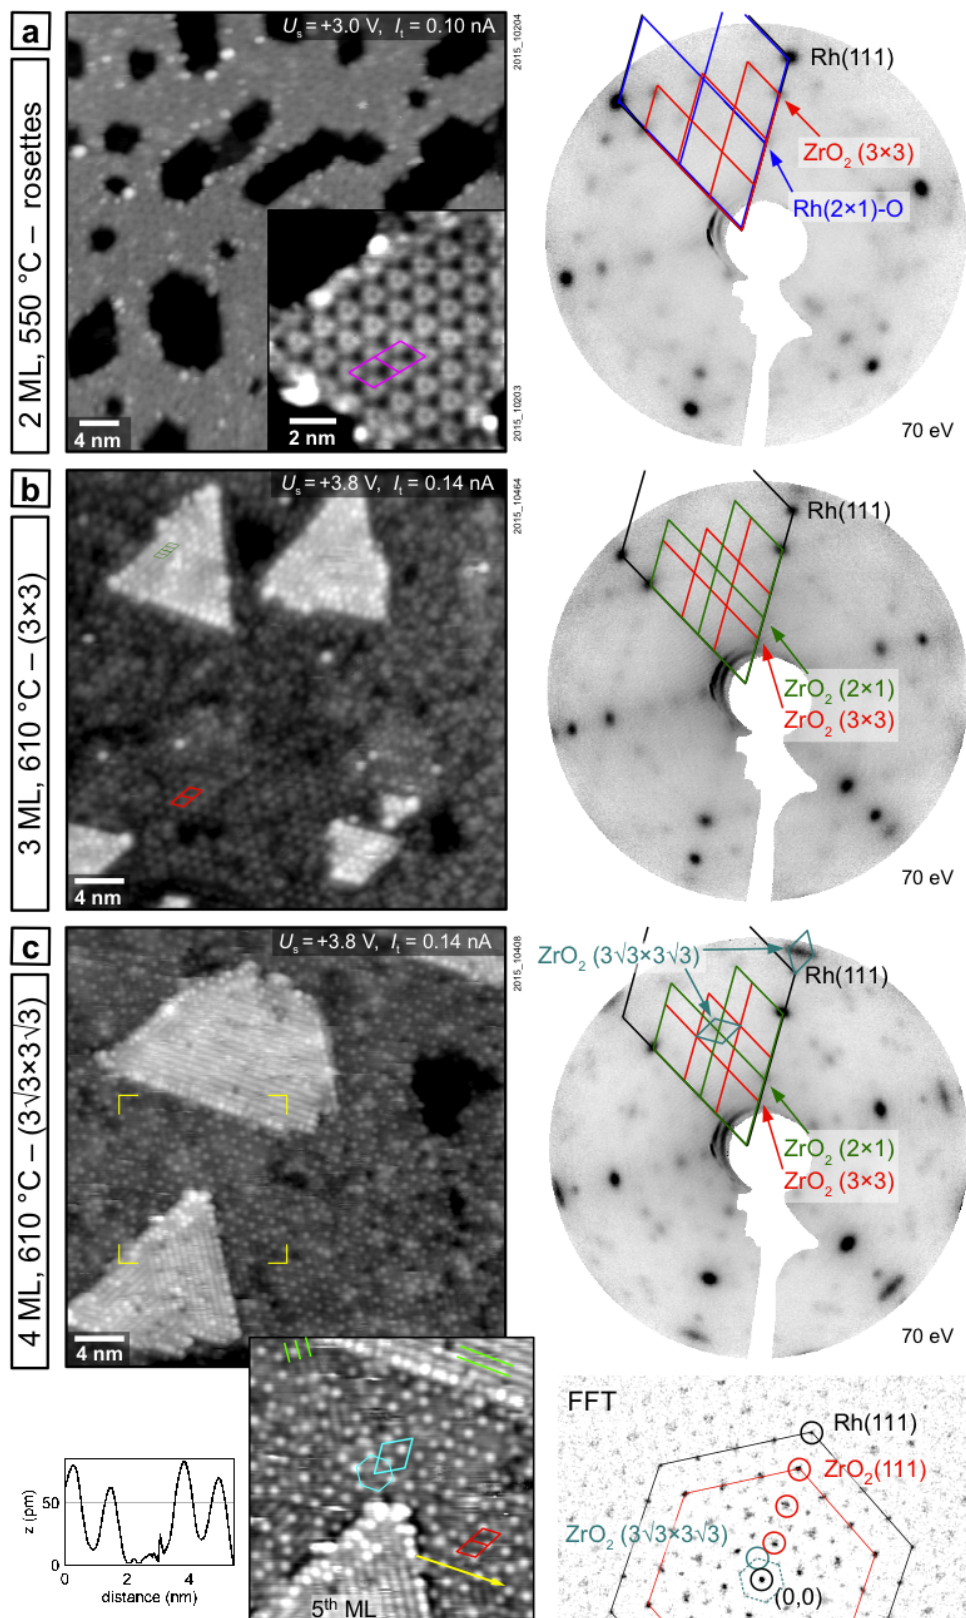 a
2 ML, 550 °C – rosettes
Us = +3.0 V, It = 0.10 nA
2015_10204
4 nm
2 nm
2015_10203
Rh(111)
ZrO2 (3×3)
Rh(2×1)-O
70 eV
b
3 ML, 610 °C – (3×3)
Us = +3.8 V, It = 0.14 nA
2015_10464
4 nm
Rh(111)
ZrO2 (2×1)
ZrO2 (3×3)
70 eV
c
4 ML, 610 °C – (3√3×3√3)
Us = +3.8 V, It = 0.14 nA
2015_10408
4 nm
ZrO2 (3√3×3√3)
Rh(111)
ZrO2 (2×1)
ZrO2 (3×3)
70 eV
z (pm)
50
0
0
2
4
distance (nm)
5th ML
FFT
Rh(111)
ZrO2(111)
ZrO2 (3√3×3√3)
(0,0)